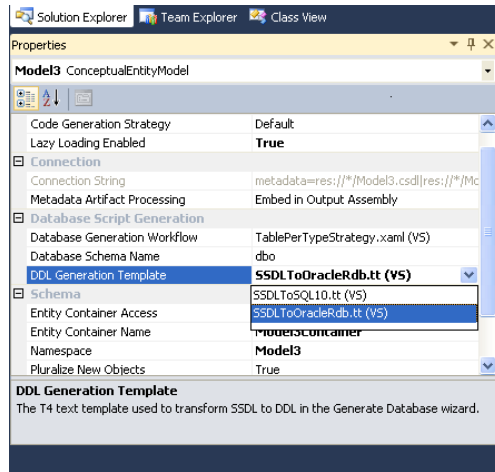 Solution Explorer Team Explorer Class View
Properties
Model3 ConceptualEntityModel
Code Generation Strategy Default
Lazy Loading Enabled True
Connection
Connection String metadata=res://*/Model3.csdl|res://*/Mc
Metadata Artifact Processing Embed in Output Assembly
Database Script Generation
Database Generation Workflow TablePerTypeStrategy.xaml (VS)
Database Schema Name dbo
DDL Generation Template SSDLToOracleRdb.tt (VS)
Schema SSDLToSQL10.tt (VS)
Entity Container Access SSDLToOracleRdb.tt (VS)
Entity Container Name Model3Container
Namespace Model3
Pluralize New Objects True
DDL Generation Template
The T4 text template used to transform SSDL to DDL in the Generate Database wizard.